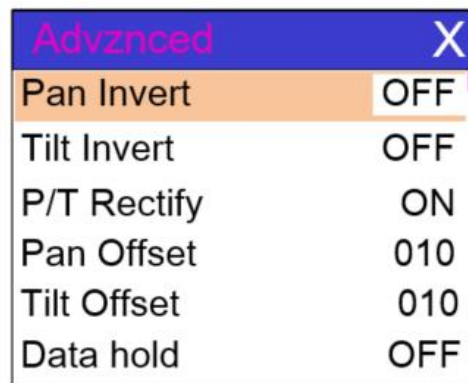 Advznced X
Pan Invert OFF
Tilt Invert OFF
P/T Rectify ON
Pan Offset 010
Tilt Offset 010
Data hold OFF